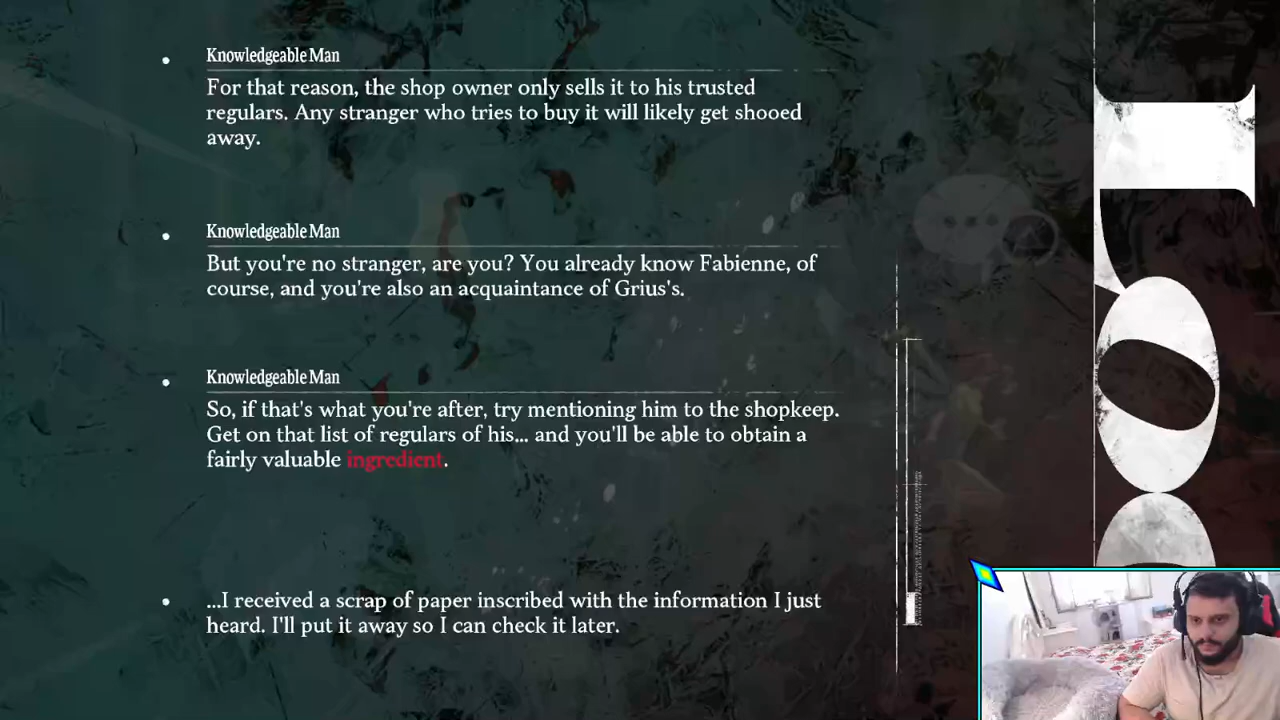 Knowledgeable Man
For that reason, the shop owner only sells it to his trusted
regulars. Any stranger who tries to buy it will likely get shooed
away.
Knowledgeable Man
But you're no stranger, are you? You already know Fabienne, of
course, and you're also an acquaintance of Grius's.
Knowledgeable Man
So, if that's what you're after, try mentioning him to the shopkeep.
Get on that list of regulars of his... and you'll be able to obtain a
fairly valuable ingredient.
...I received a scrap of paper inscribed with the information I just
heard. I'll put it away so I can check it later.